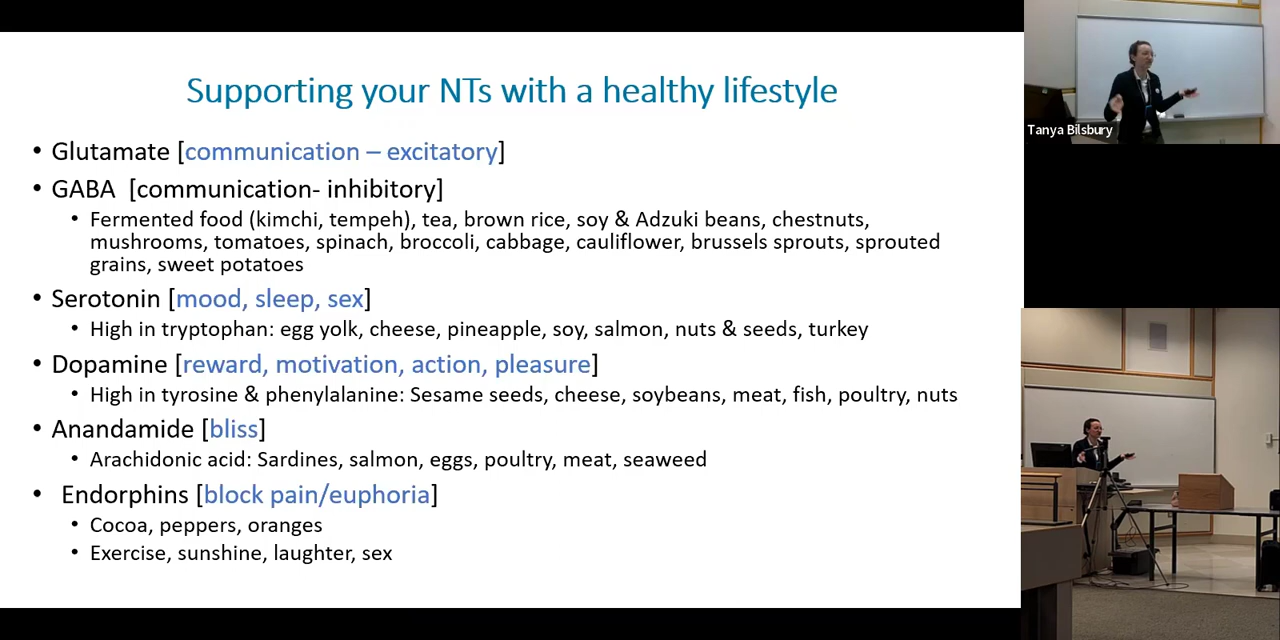 Supporting your NTs with a healthy lifestyle
• Glutamate [communication – excitatory]
• GABA [communication- inhibitory]
• Fermented food (kimchi, tempeh), tea, brown rice, soy & Adzuki beans, chestnuts,
mushrooms, tomatoes, spinach, broccoli, cabbage, cauliflower, brussels sprouts, sprouted
grains, sweet potatoes
• Serotonin [mood, sleep, sex]
• High in tryptophan: egg yolk, cheese, pineapple, soy, salmon, nuts & seeds, turkey
• Dopamine [reward, motivation, action, pleasure]
• High in tyrosine & phenylalanine: Sesame seeds, cheese, soybeans, meat, fish, poultry, nuts
• Anandamide [bliss]
• Arachidonic acid: Sardines, salmon, eggs, poultry, meat, seaweed
• Endorphins [block pain/euphoria]
• Cocoa, peppers, oranges
• Exercise, sunshine, laughter, sex
Tanya Bilsbury